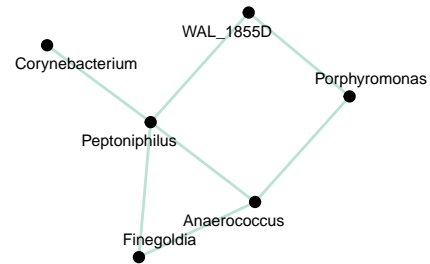 WAL_1855D
Corynebacterium
Porphyromonas
Peptoniphilus
Anaerococcus
Finegoldia